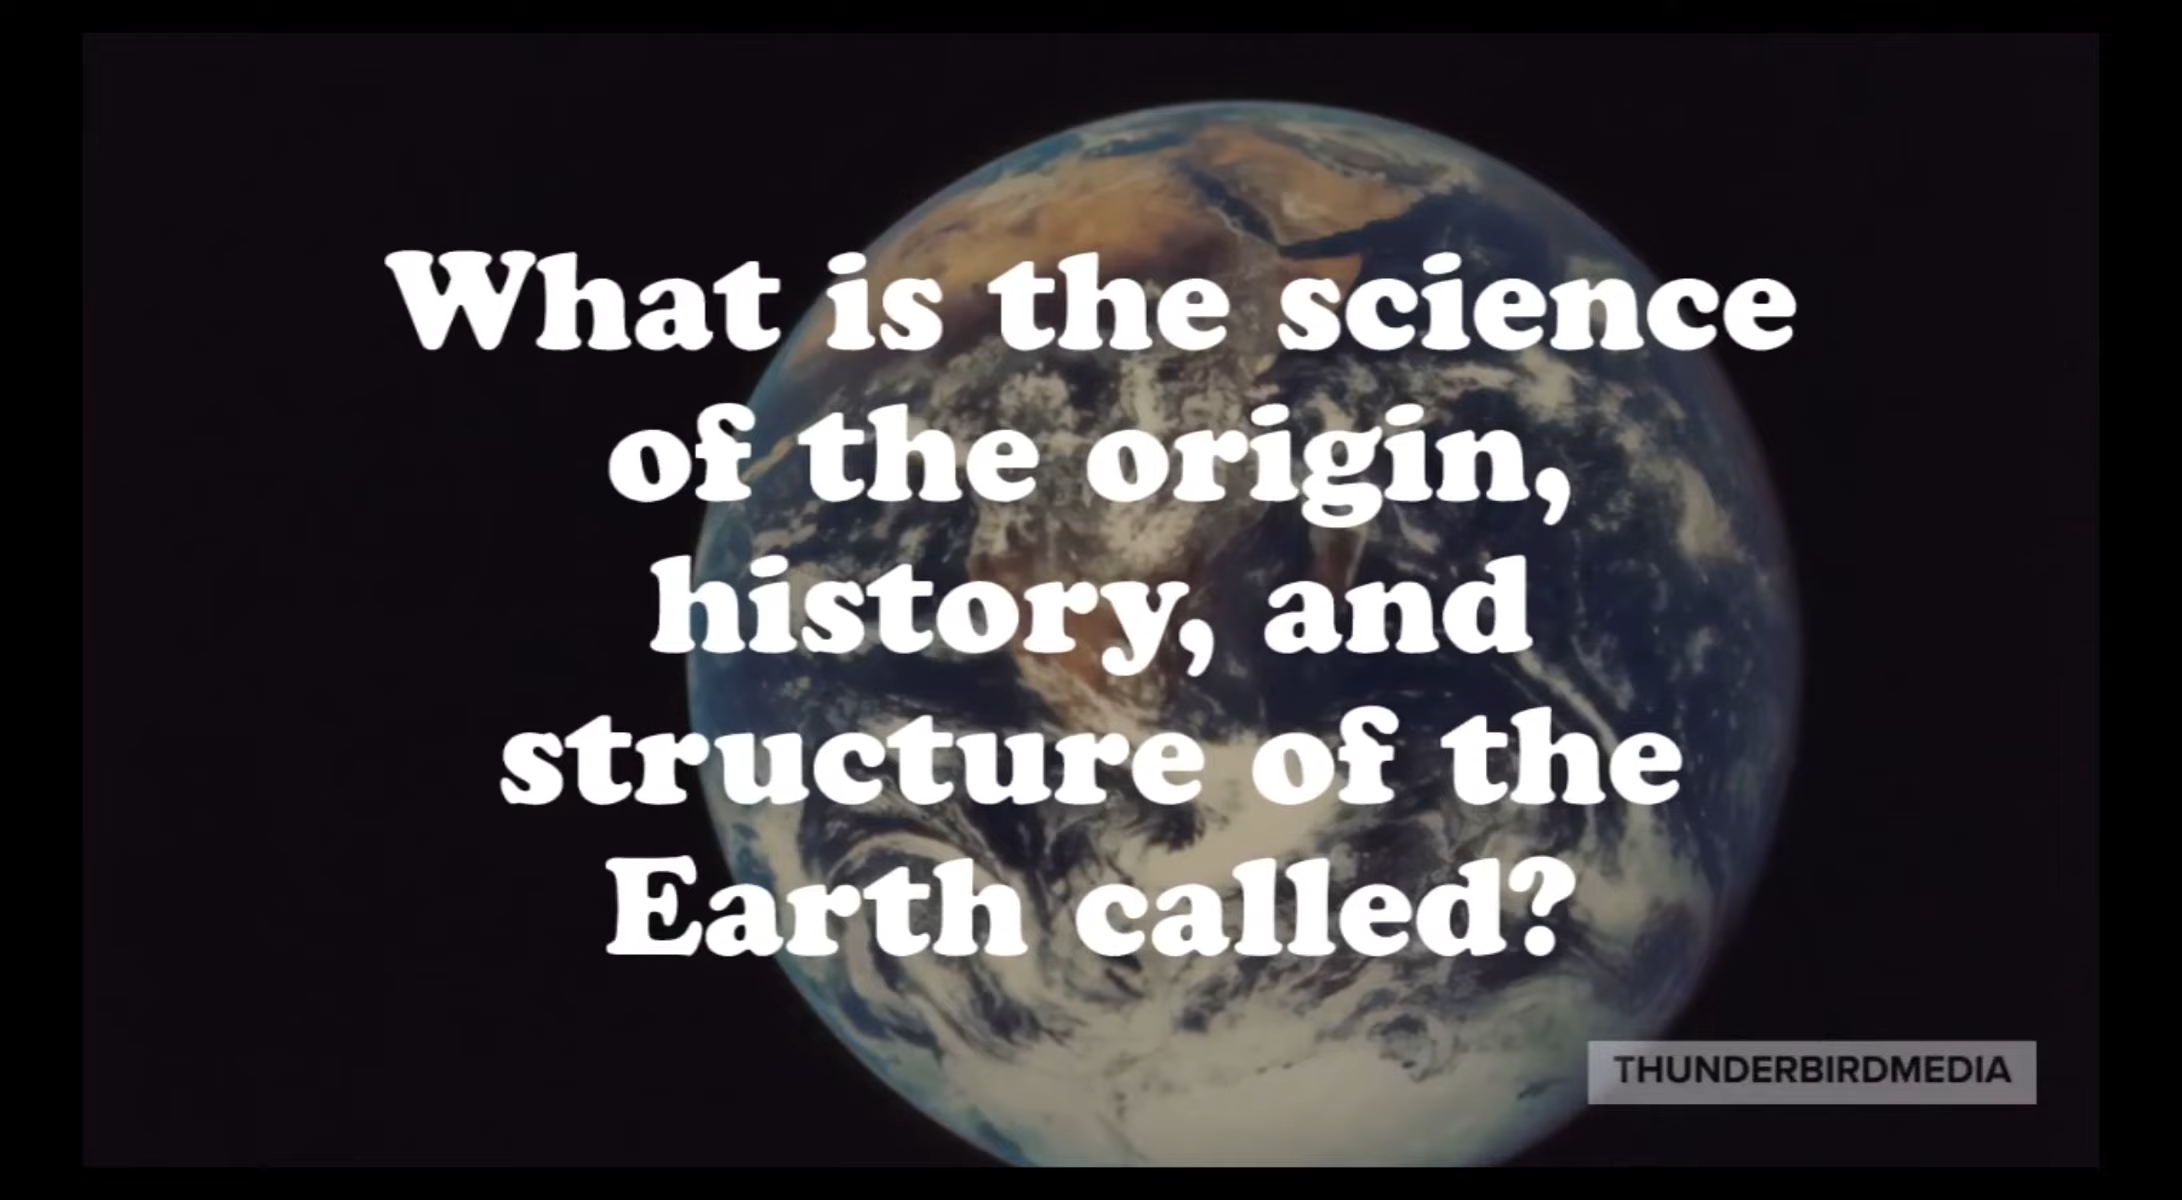 What is the science
of the origin,
history, and
structure of the
Earth called?
THUNDERBIRDMEDIA